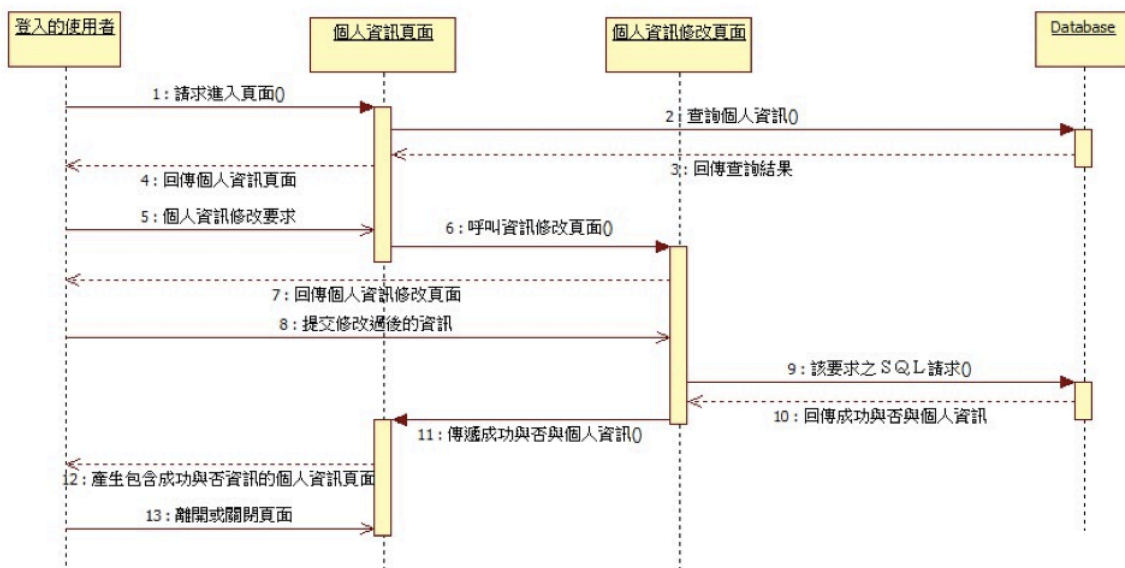 登入的使用者
個人資訊頁面
個人資訊修改頁面
Database
1 : 請求進入頁面()
2 : 查詢個人資訊()
3 : 回傳查詢結果
4 : 回傳個人資訊頁面
5 : 個人資訊修改要求
6 : 呼叫資訊修改頁面()
7 : 回傳個人資訊修改頁面
8 : 提交修改過後的資訊
9 : 該要求之ＳＱＬ請求()
10 : 回傳成功與否與個人資訊
11 : 傳遞成功與否與個人資訊()
12 : 產生包含成功與否資訊的個人資訊頁面
13 : 離開或關閉頁面